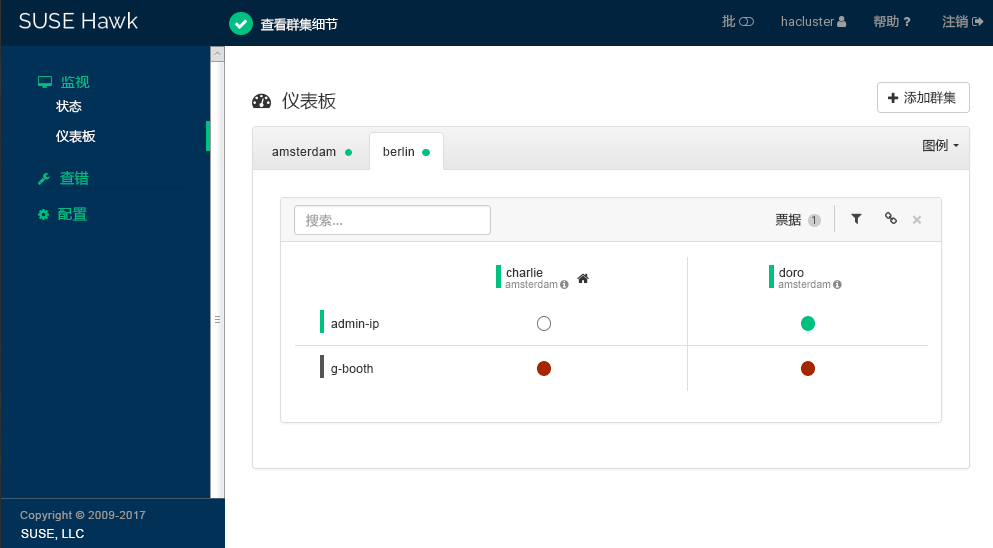 SUSE Hawk
查看群集细节
批
hacluster
帮助 ?
注销
监视
状态
仪表板
查错
配置
仪表板
添加群集
amsterdam
berlin
图例
搜索...
票据 1
charlie
amsterdam
doro
amsterdam
admin-ip
g-booth
Copyright © 2009-2017
SUSE, LLC